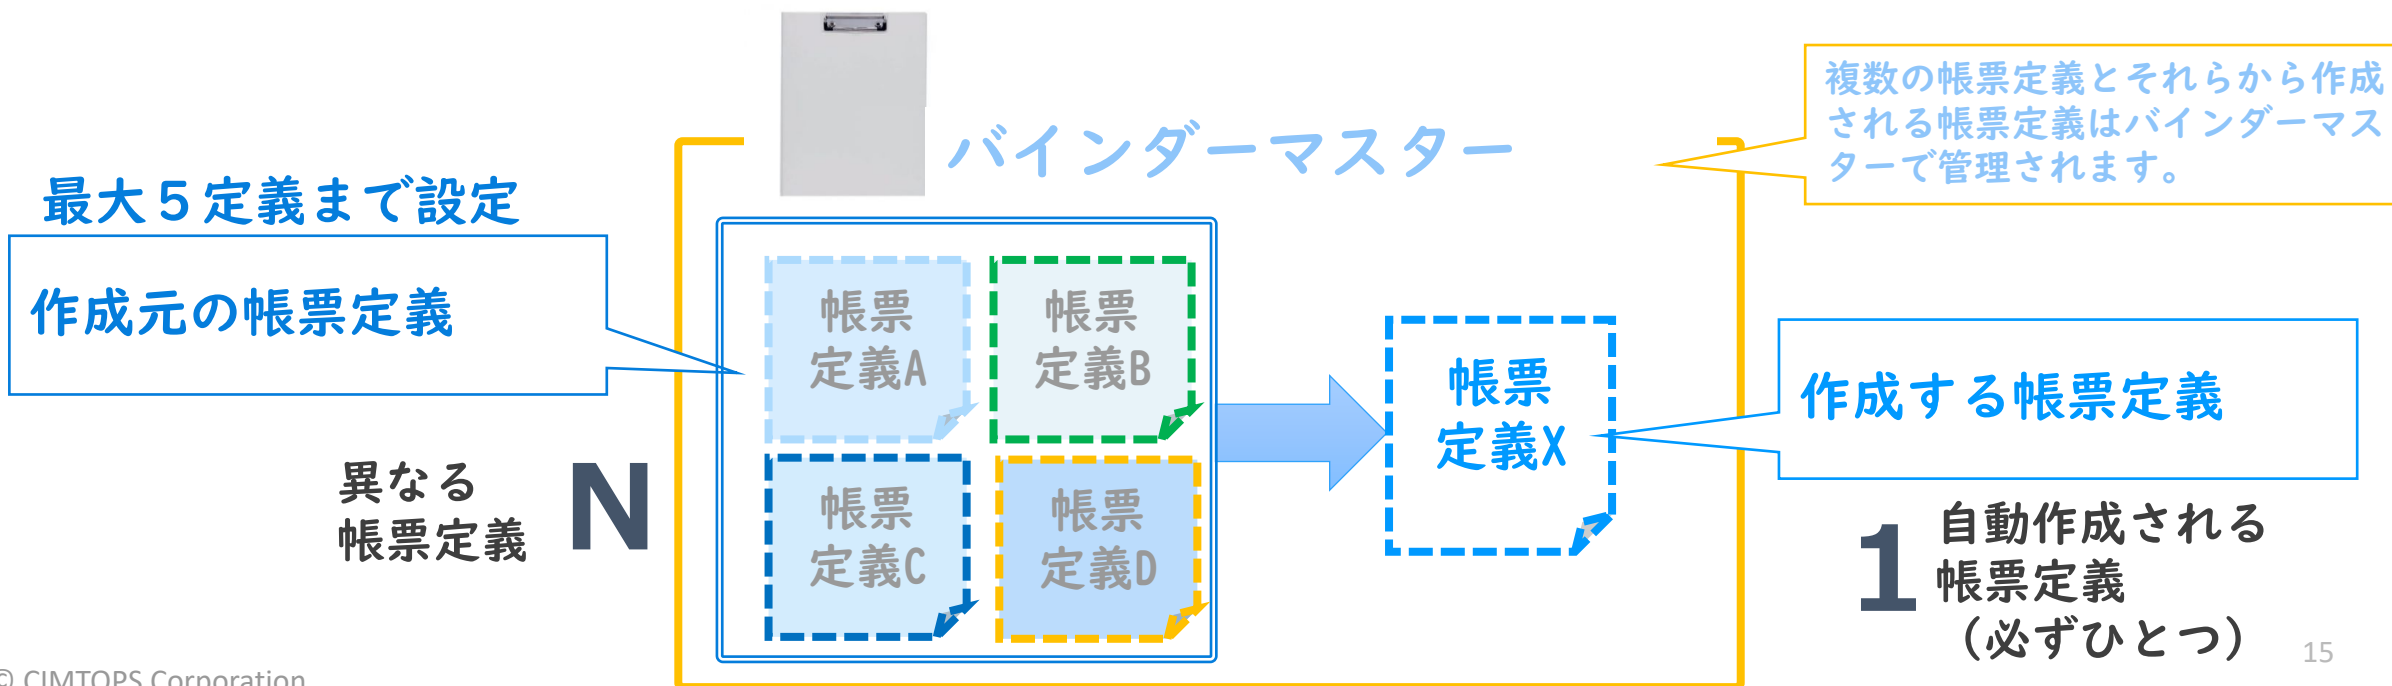 バインダーマスター
複数の帳票定義とそれらから作成
される帳票定義はバインダーマス
ターで管理されます。
最大５定義まで設定
作成元の帳票定義
帳票
定義A
帳票
定義B
帳票
定義C
帳票
定義D
帳票
定義X
作成する帳票定義
異なる
帳票定義
N
1
自動作成される
帳票定義
（必ずひとつ）
15
© CIMTOPS Corporation